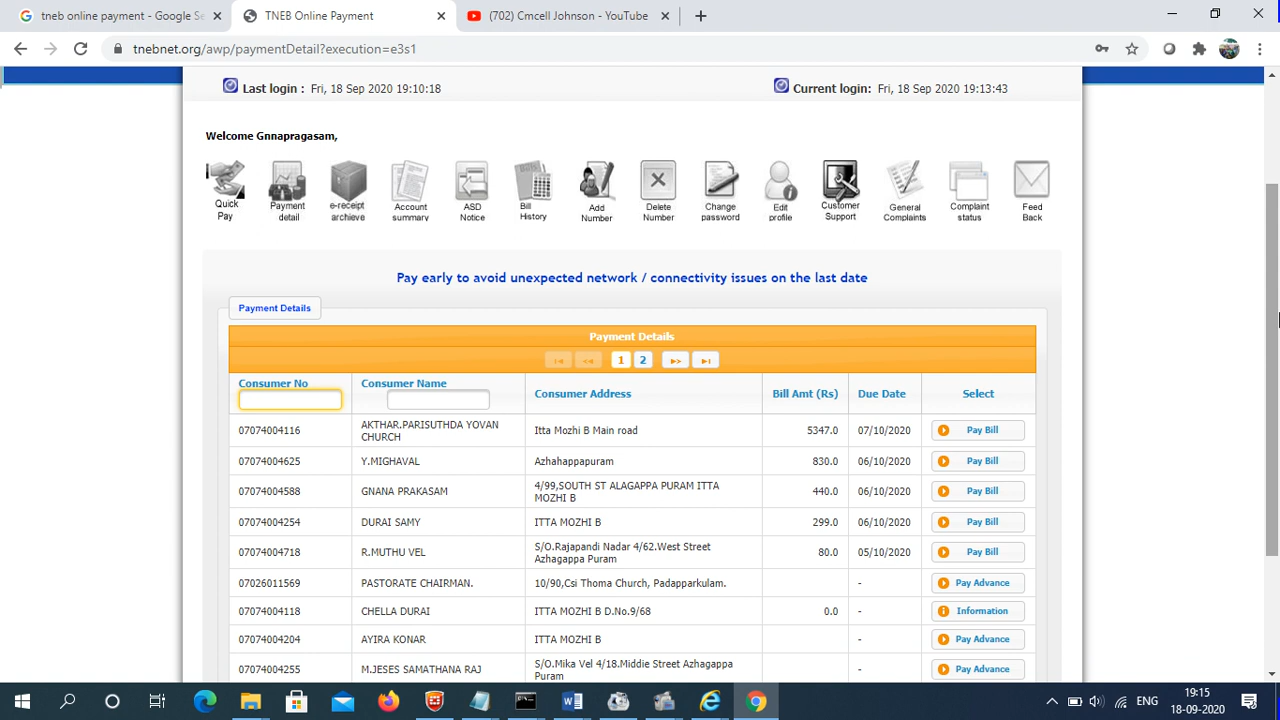 tneb online payment - Google Se
TNEB Online Payment
(702) Cmcell Johnson - YouTube
tnebnet.org/awp/paymentDetail?execution=e3s1
Last login : Fri, 18 Sep 2020 19:10:18
Current login: Fri, 18 Sep 2020 19:13:43
Welcome Gnnapragasam,
Quick Pay
Payment detail
e-receipt archieve
Account summary
ASD Notice
Bill History
Add Number
Delete Number
Change password
Edit profile
Customer Support
General Complaints
Complaint status
Feed Back
Pay early to avoid unexpected network / connectivity issues on the last date
Payment Details
Payment Details
1 2
Consumer No Consumer Name Consumer Address Bill Amt (Rs) Due Date Select
07074004116 AKTHAR.PARISUTHDA YOVAN CHURCH Itta Mozhi B Main road 5347.0 07/10/2020 Pay Bill
07074004625 Y.MIGHAVAL Azhahappapuram 830.0 06/10/2020 Pay Bill
07074004588 GNANA PRAKASAM 4/99,SOUTH ST ALAGAPPA PURAM ITTA MOZHI B 440.0 06/10/2020 Pay Bill
07074004254 DURAI SAMY ITTA MOZHI B 299.0 06/10/2020 Pay Bill
07074004718 R.MUTHU VEL S/O.Rajapandi Nadar 4/62.West Street Azhagappa Puram 80.0 05/10/2020 Pay Bill
07026011569 PASTORATE CHAIRMAN. 10/90,Csi Thoma Church, Padapparkulam. - Pay Advance
07074004118 CHELLA DURAI ITTA MOZHI B D.No.9/68 0.0 - Information
07074004204 AYIRA KONAR ITTA MOZHI B - Pay Advance
07074004255 M.JESES SAMATHANA RAJ S/O.Mika Vel 4/18.Middie Street Azhagappa Puram - Pay Advance
ENG
19:15
18-09-2020